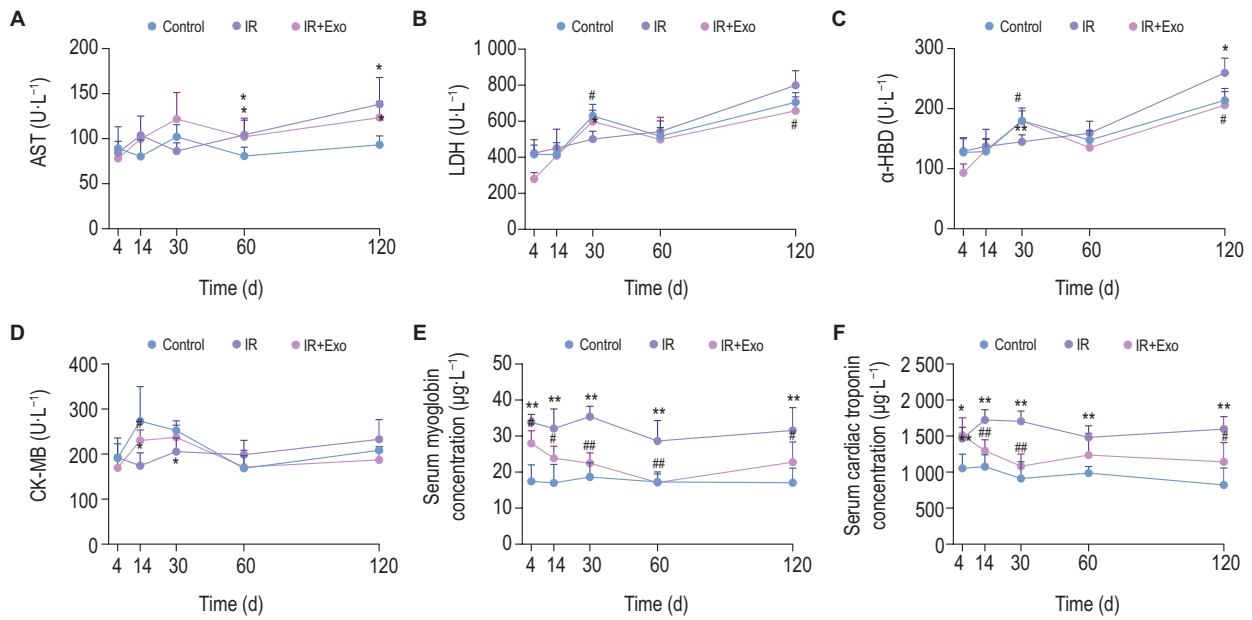 A
Control IR IR+Exo
200
150
100
50
0
AST (U·L⁻¹)
*
*
*
*
4 14 30 60 120
Time (d)
B
Control IR IR+Exo
1 000
800
600
400
200
0
LDH (U·L⁻¹)
#
*
#
4 14 30 60 120
Time (d)
C
Control IR IR+Exo
300
200
100
0
α-HBD (U·L⁻¹)
*
#
**
#
4 14 30 60 120
Time (d)
D
Control IR IR+Exo
400
300
200
100
0
CK-MB (U·L⁻¹)
#
*
*
4 14 30 60 120
Time (d)
E
Control IR IR+Exo
50
40
30
20
10
0
Serum myoglobin
concentration (μg·L⁻¹)
** ** ** ** **
# # ## ## #
4 14 30 60 120
Time (d)
F
Control IR IR+Exo
2 500
2 000
1 500
1 000
500
0
Serum cardiac troponin
concentration (μg·L⁻¹)
* ** ** ** **
** ## ## #
4 14 30 60 120
Time (d)